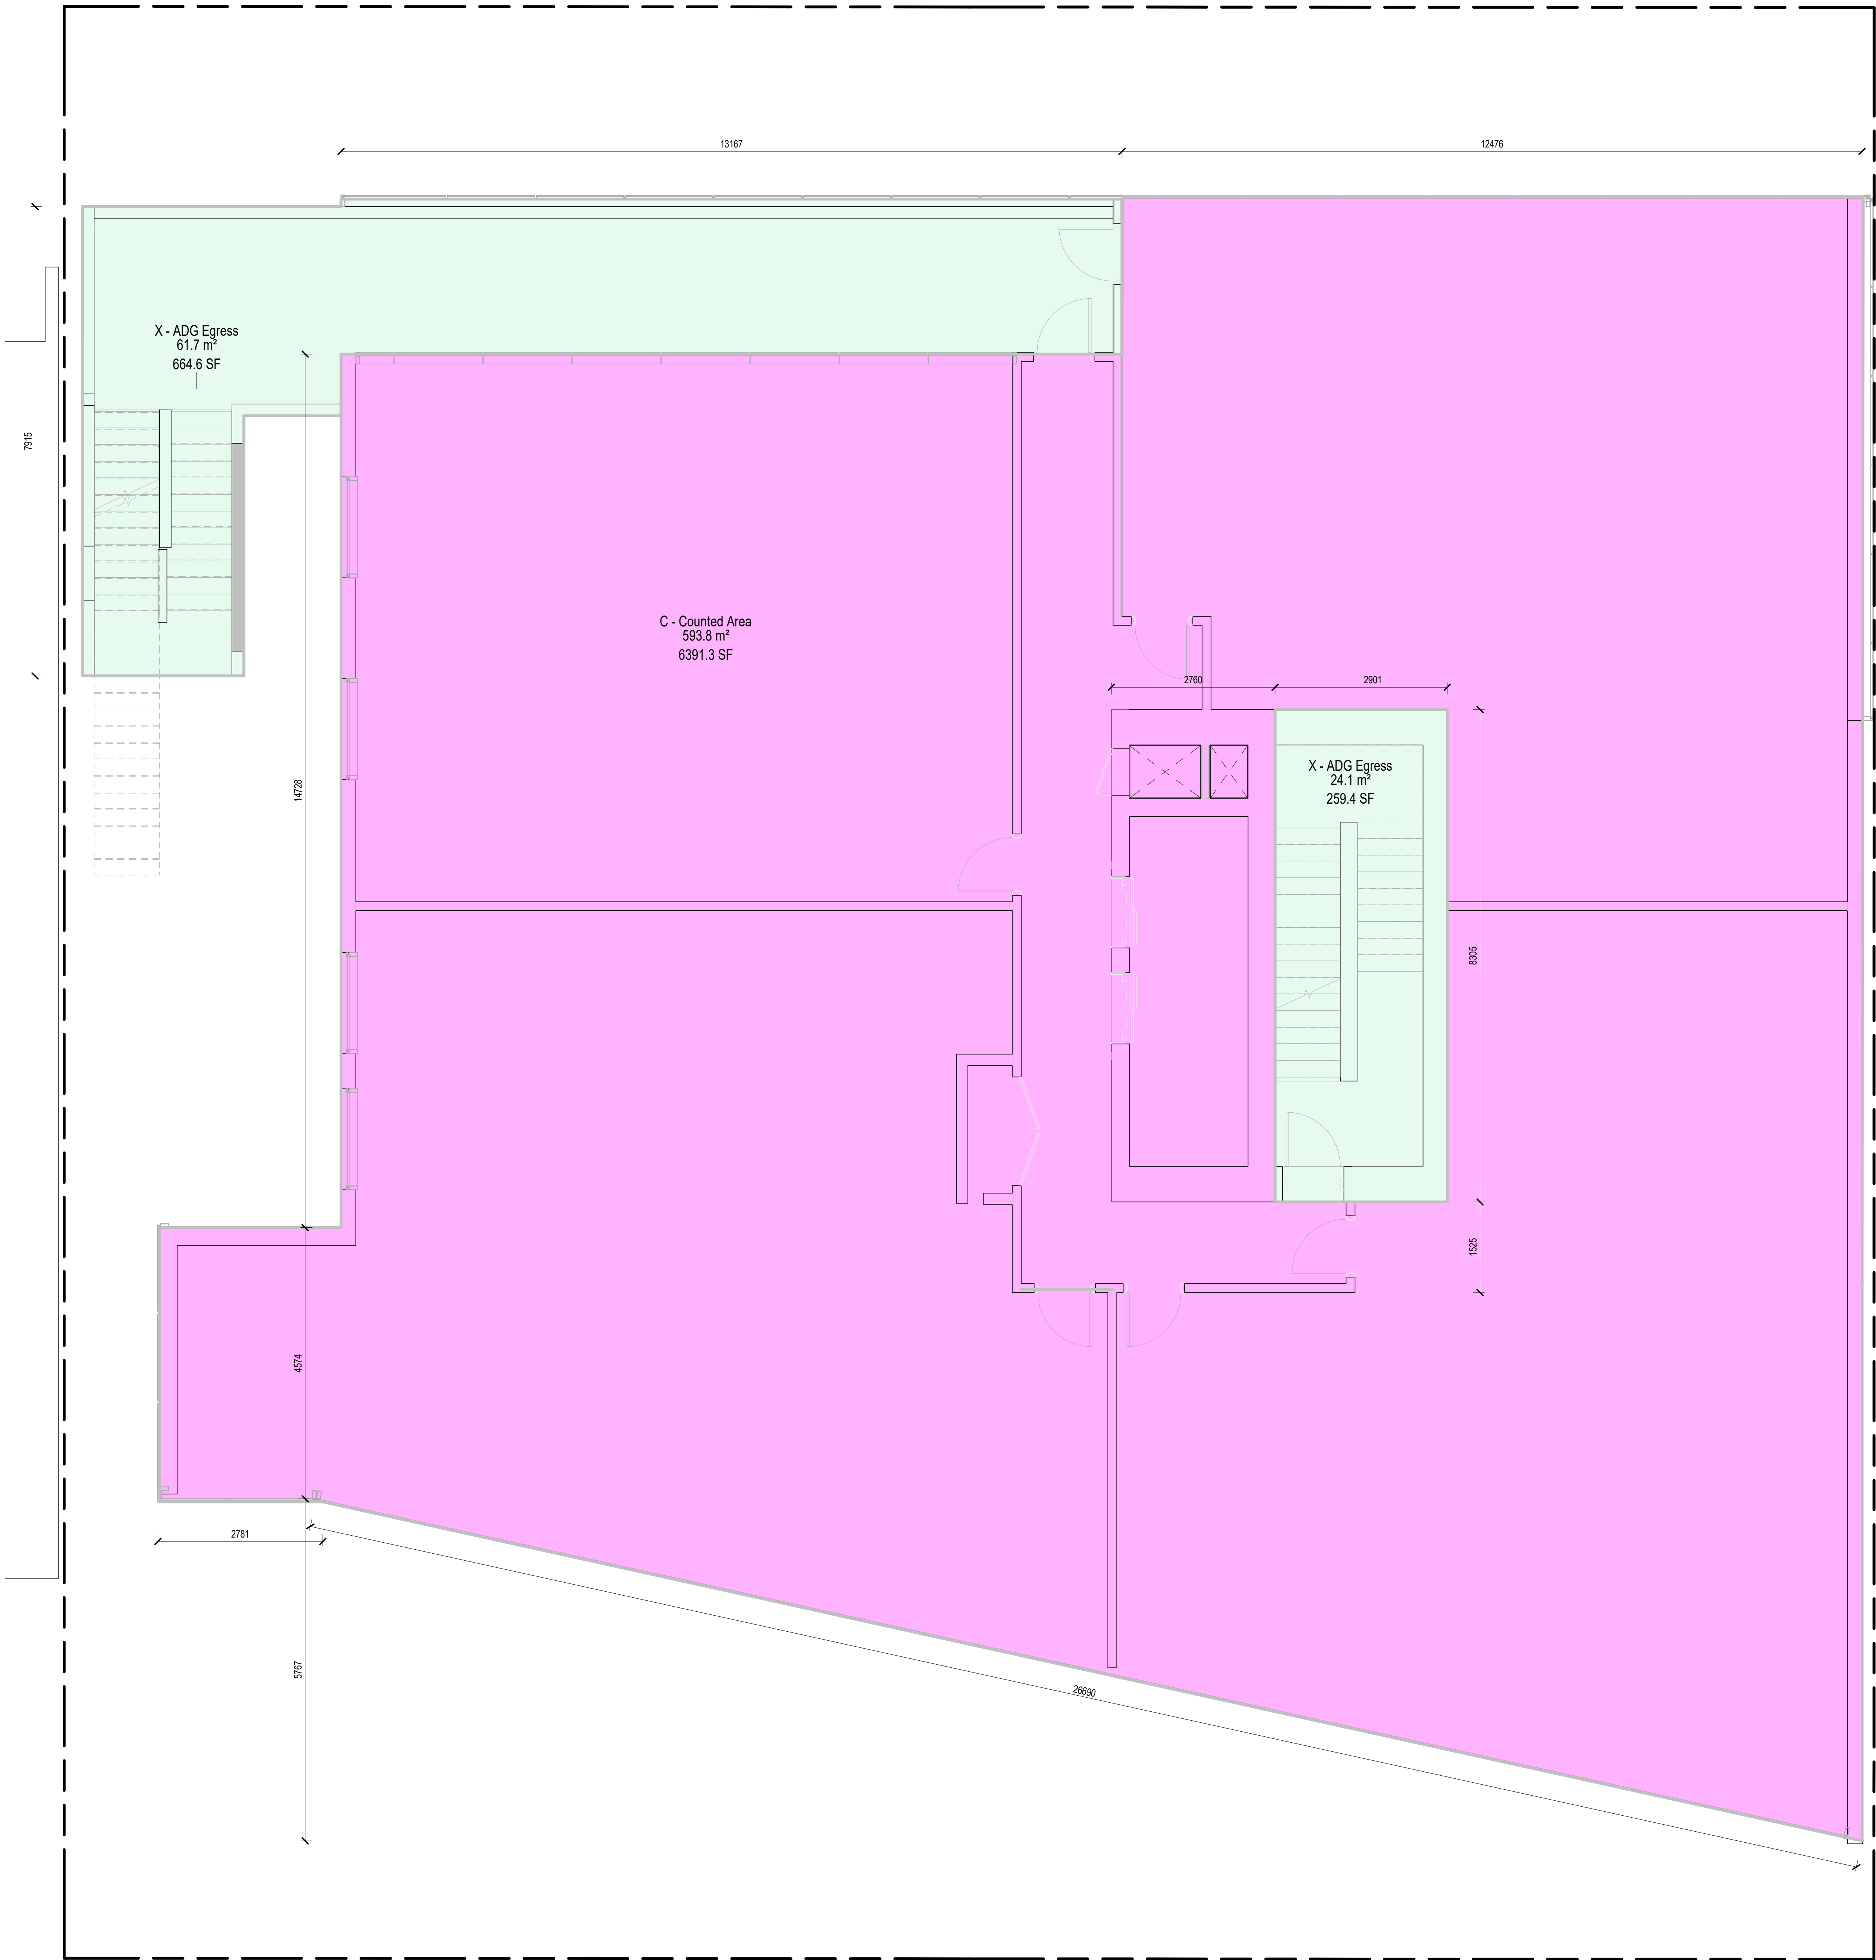 13167
12476
X - ADG Egress
61.7 m²
664.6 SF
7915
C - Counted Area
593.8 m²
6391.3 SF
2760
2901
X - ADG Egress
24.1 m²
259.4 SF
14728
8305
1525
4574
2781
5767
26690